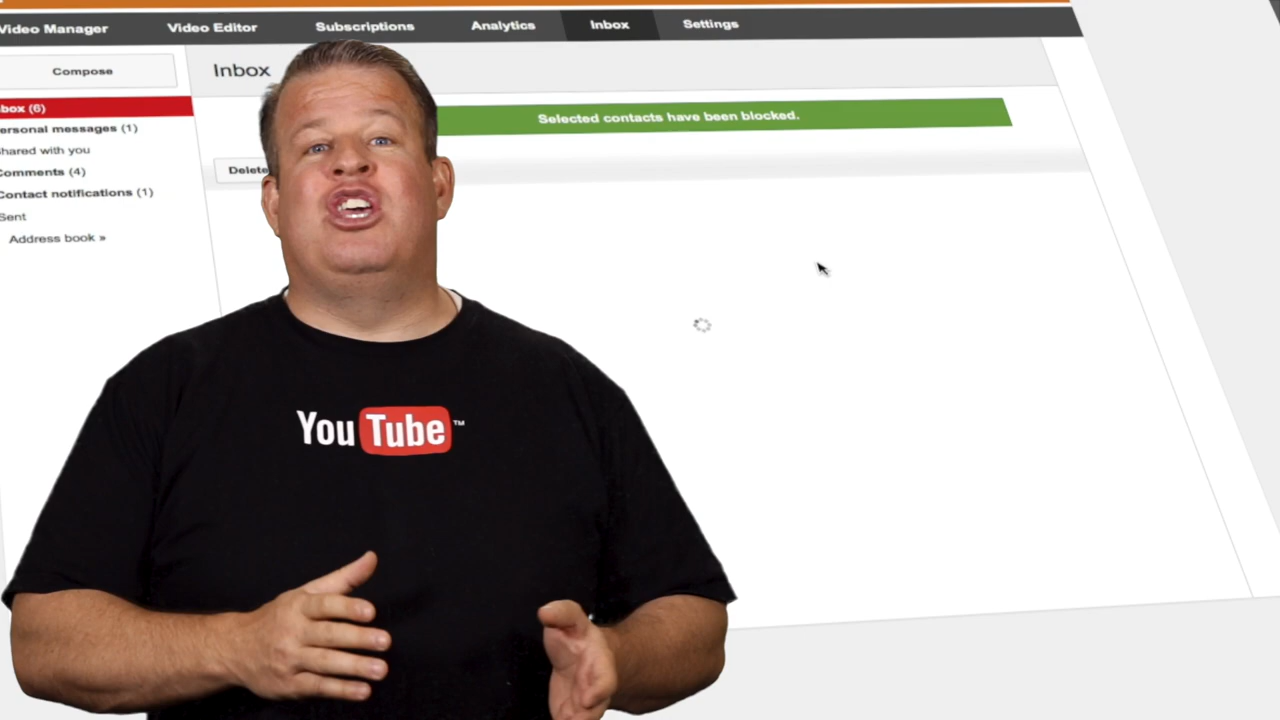 Video Manager Video Editor Subscriptions Analytics Inbox Settings
Compose
Inbox
Selected contacts have been blocked.
box (6)
ersonal messages (1)
hared with you
Comments (4)
Contact notifications (1)
Sent
Address book »
Delete
YouTube™